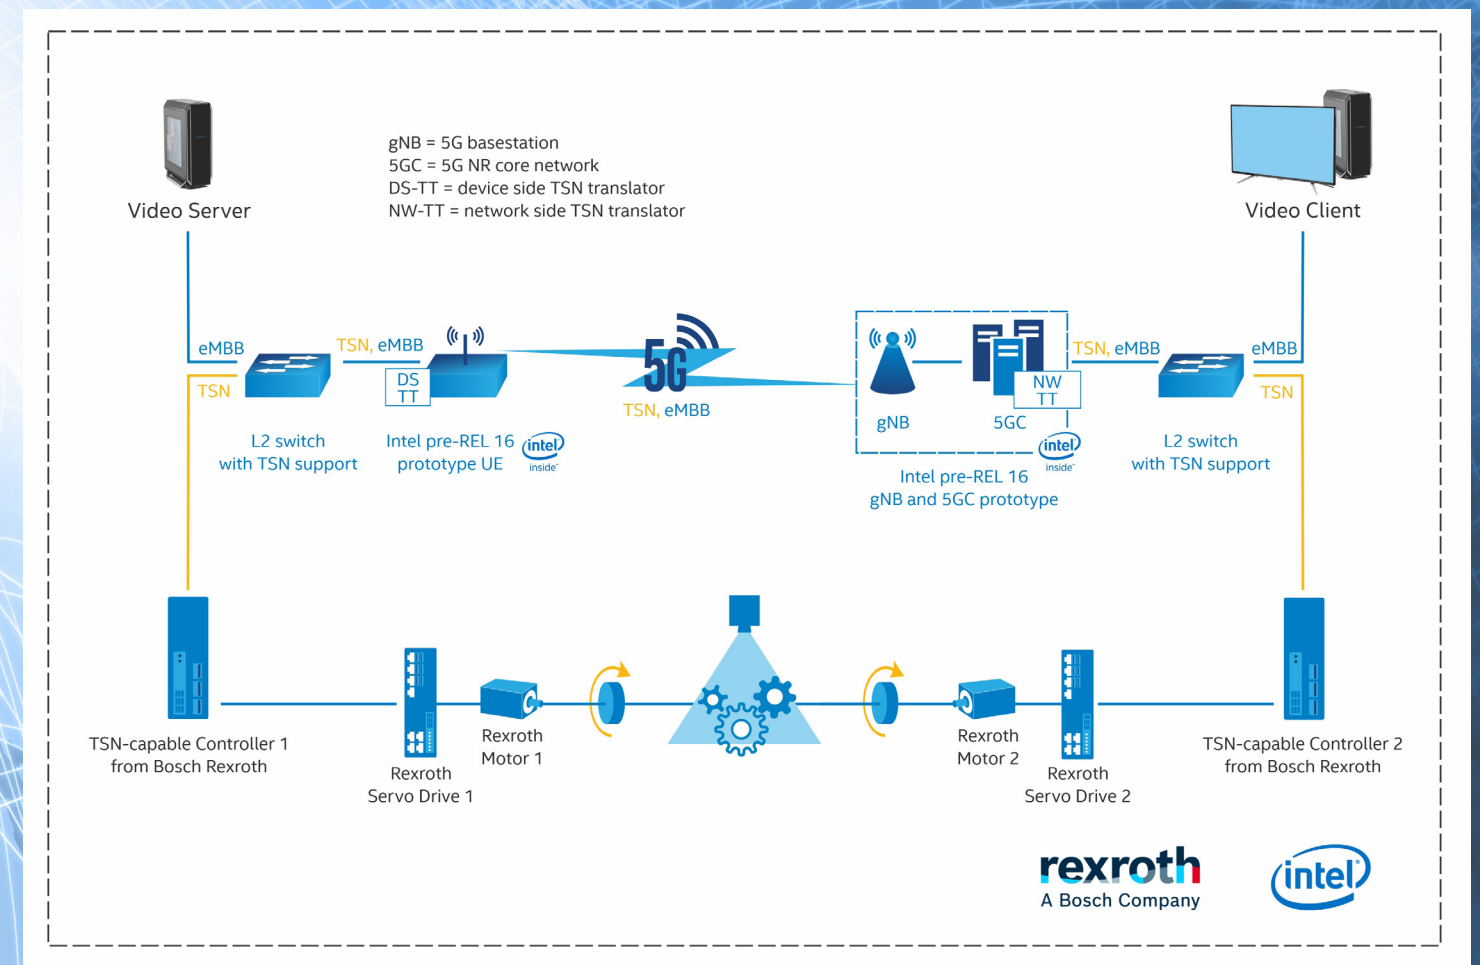 gNB = 5G basestation
5GC = 5G NR core network
DS-TT = device side TSN translator
NW-TT = network side TSN translator
Video Server
Video Client
eMBB
TSN
TSN, eMBB
DS
TT
5G
TSN, eMBB
gNB
5GC
NW
TT
TSN, eMBB
eMBB
TSN
L2 switch
with TSN support
Intel pre-REL 16
prototype UE
intel
inside™
Intel pre-REL 16
gNB and 5GC prototype
intel
inside™
L2 switch
with TSN support
TSN-capable Controller 1
from Bosch Rexroth
Rexroth
Servo Drive 1
Rexroth
Motor 1
Rexroth
Motor 2
Rexroth
Servo Drive 2
TSN-capable Controller 2
from Bosch Rexroth
rexroth
A Bosch Company
intel